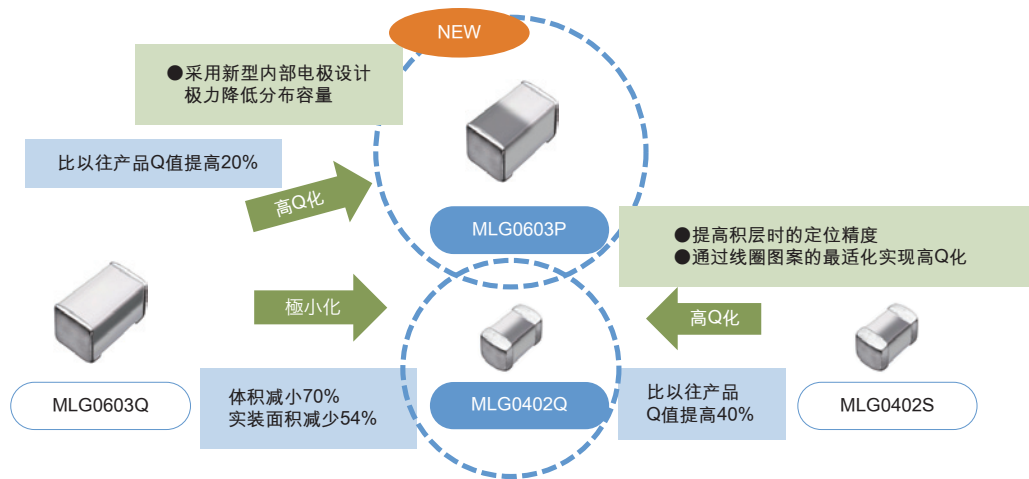 NEW
●采用新型内部电极设计
极力降低分布容量
比以往产品Q值提高20%
高Q化
MLG0603P
●提高积层时的定位精度
●通过线圈图案的最适化实现高Q化
極小化
高Q化
MLG0603Q
体积减小70%
实装面积减少54%
MLG0402Q
比以往产品
Q值提高40%
MLG0402S